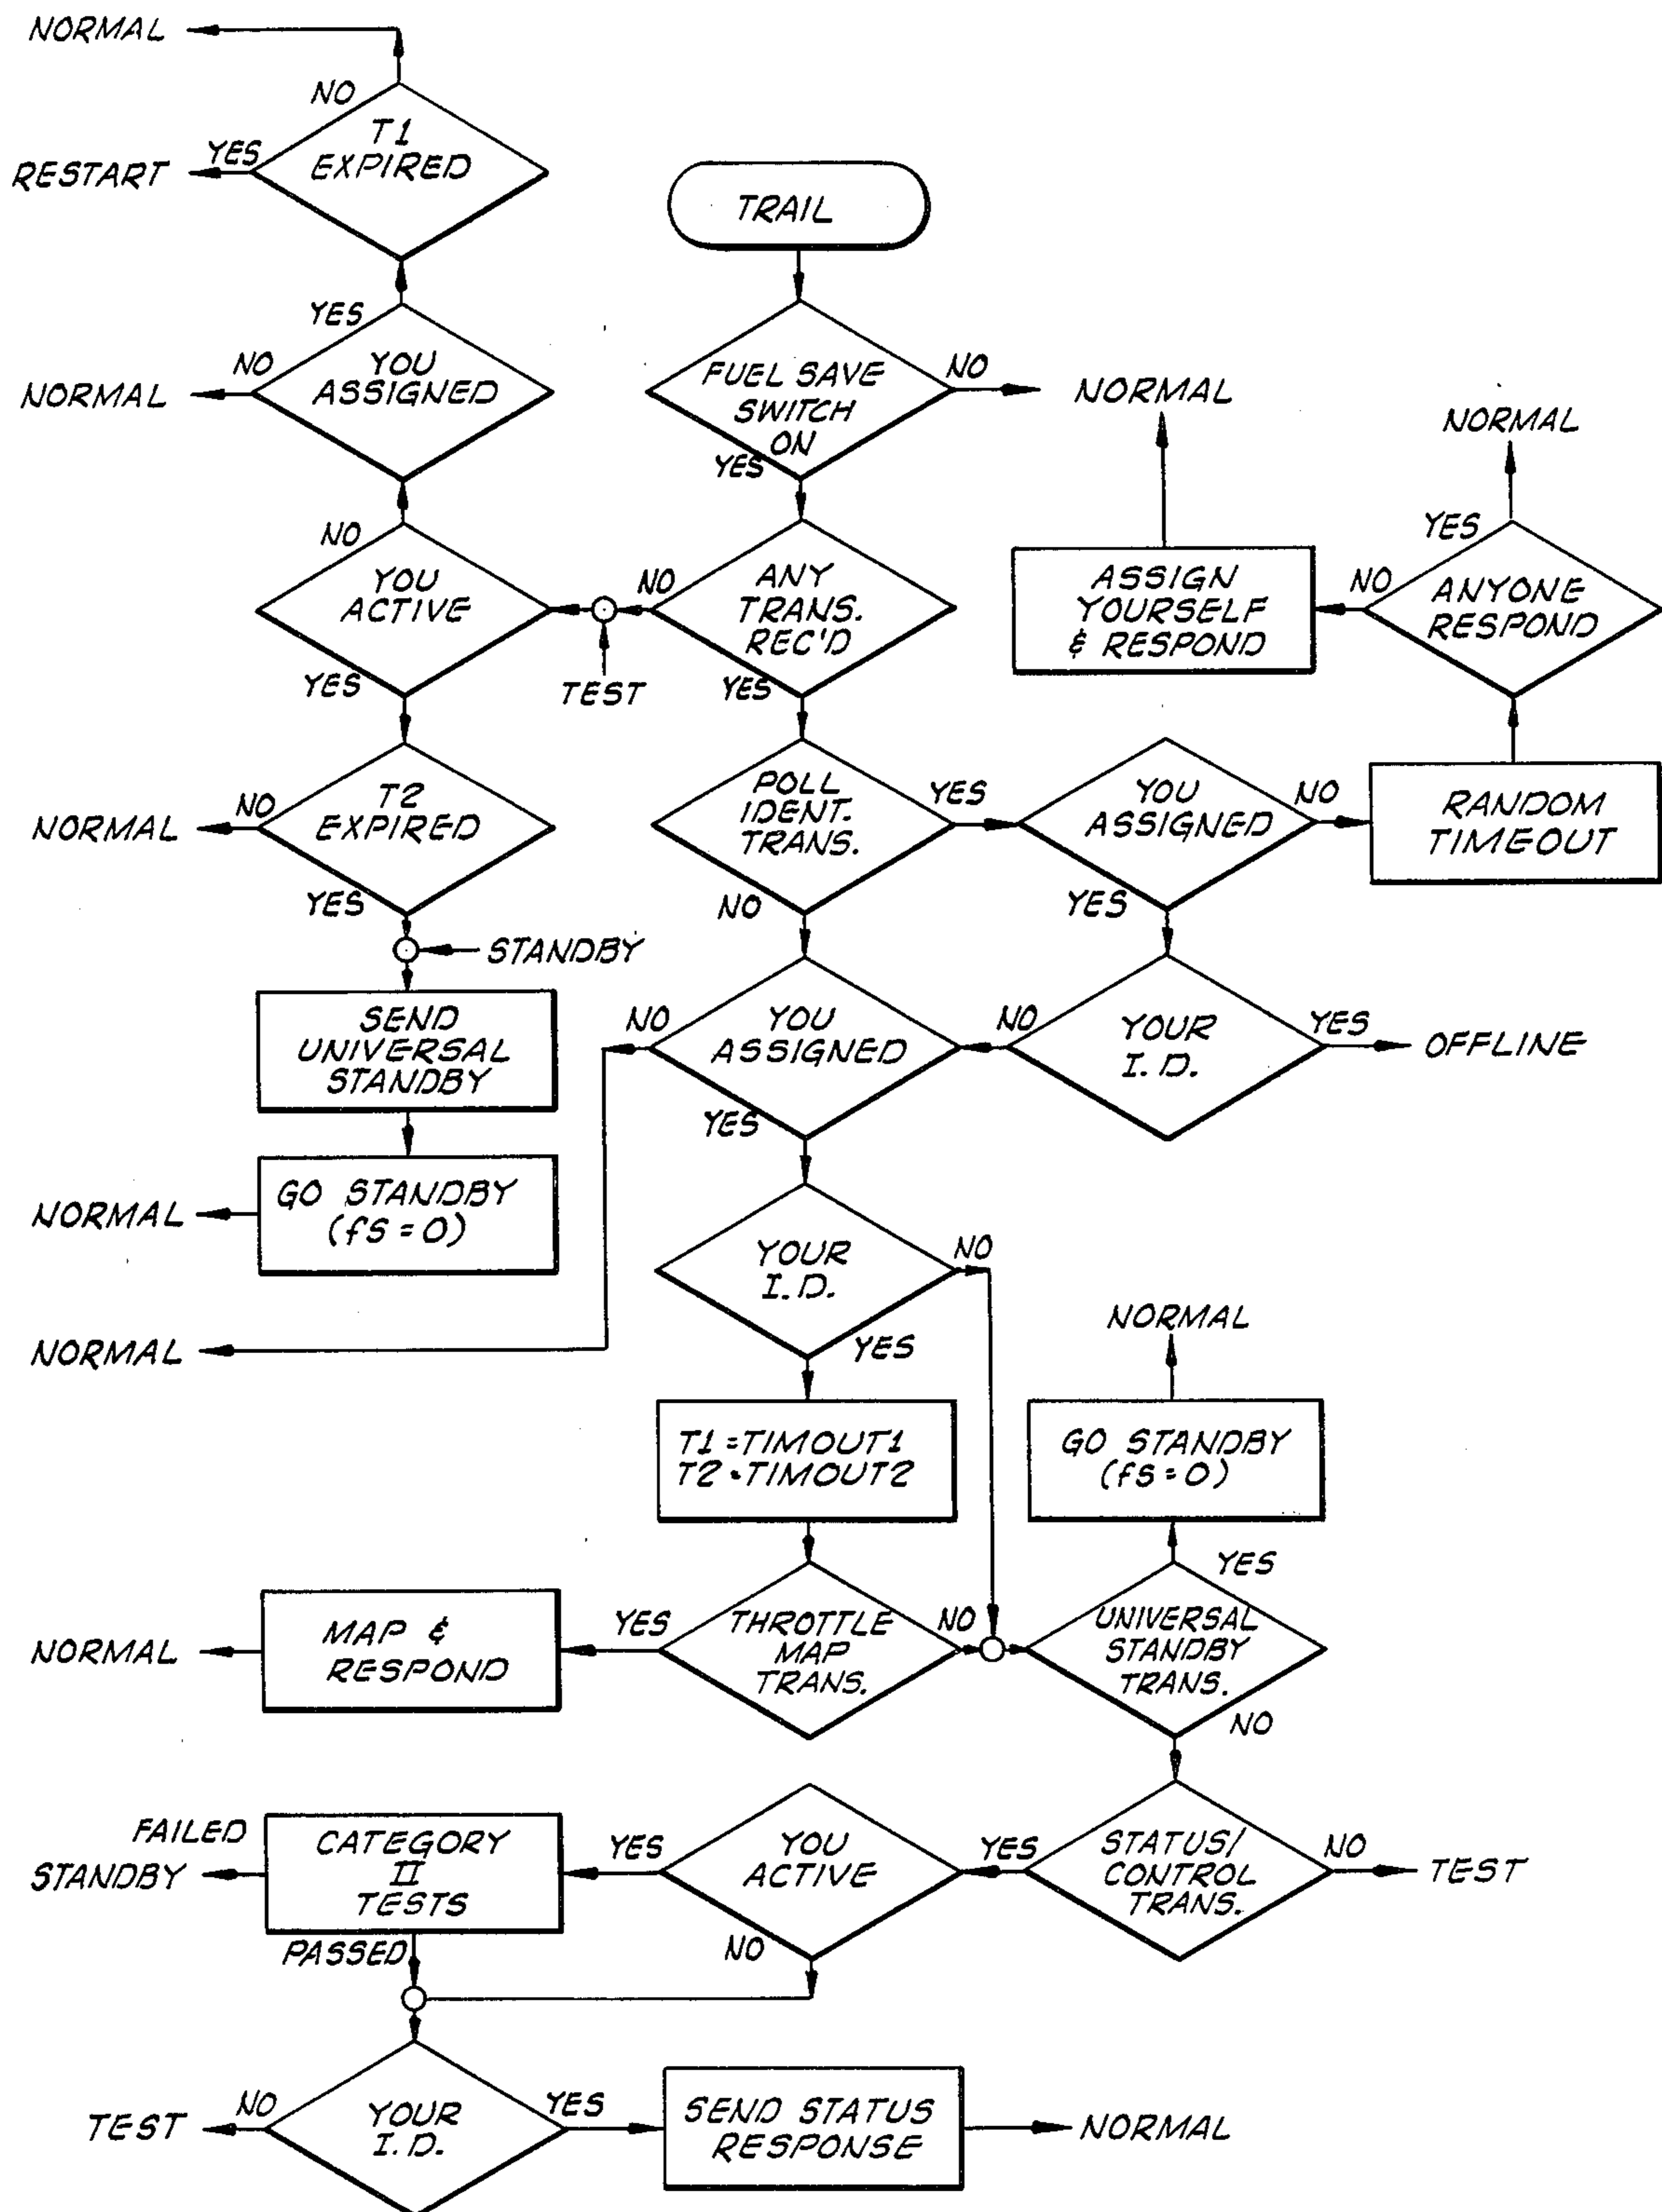 NORMAL
NO
T1
EXPIRED
YES
RESTART
TRAIL
YES
YOU
ASSIGNED
NO
NORMAL
FUEL SAVE
SWITCH
ON
NO
NORMAL
YES
NORMAL
NO
YOU
ACTIVE
YES
NO
TEST
ANY
TRANS.
REC'D
YES
ASSIGN
YOURSELF
& RESPOND
NO
YES
ANYONE
RESPOND
T2
EXPIRED
NO
NORMAL
YES
POLL
IDENT.
TRANS.
YES
NO
YOU
ASSIGNED
NO
YES
RANDOM
TIMEOUT
STANDBY
SEND
UNIVERSAL
STANDBY
NO
YOU
ASSIGNED
YES
NO
YOUR
I.D.
YES
OFFLINE
GO STANDBY
(fS=0)
NORMAL
YOUR
I.D.
NO
YES
NORMAL
NORMAL
T1=TIMOUT1
T2=TIMOUT2
GO STANDBY
(fS=0)
YES
NORMAL
MAP &
RESPOND
YES
THROTTLE
MAP
TRANS.
NO
UNIVERSAL
STANDBY
TRANS.
NO
FAILED
STANDBY
CATEGORY
II
TESTS
YES
YOU
ACTIVE
YES
STATUS/
CONTROL
TRANS.
NO
TEST
PASSED
NO
TEST
NO
YOUR
I.D.
YES
SEND STATUS
RESPONSE
NORMAL